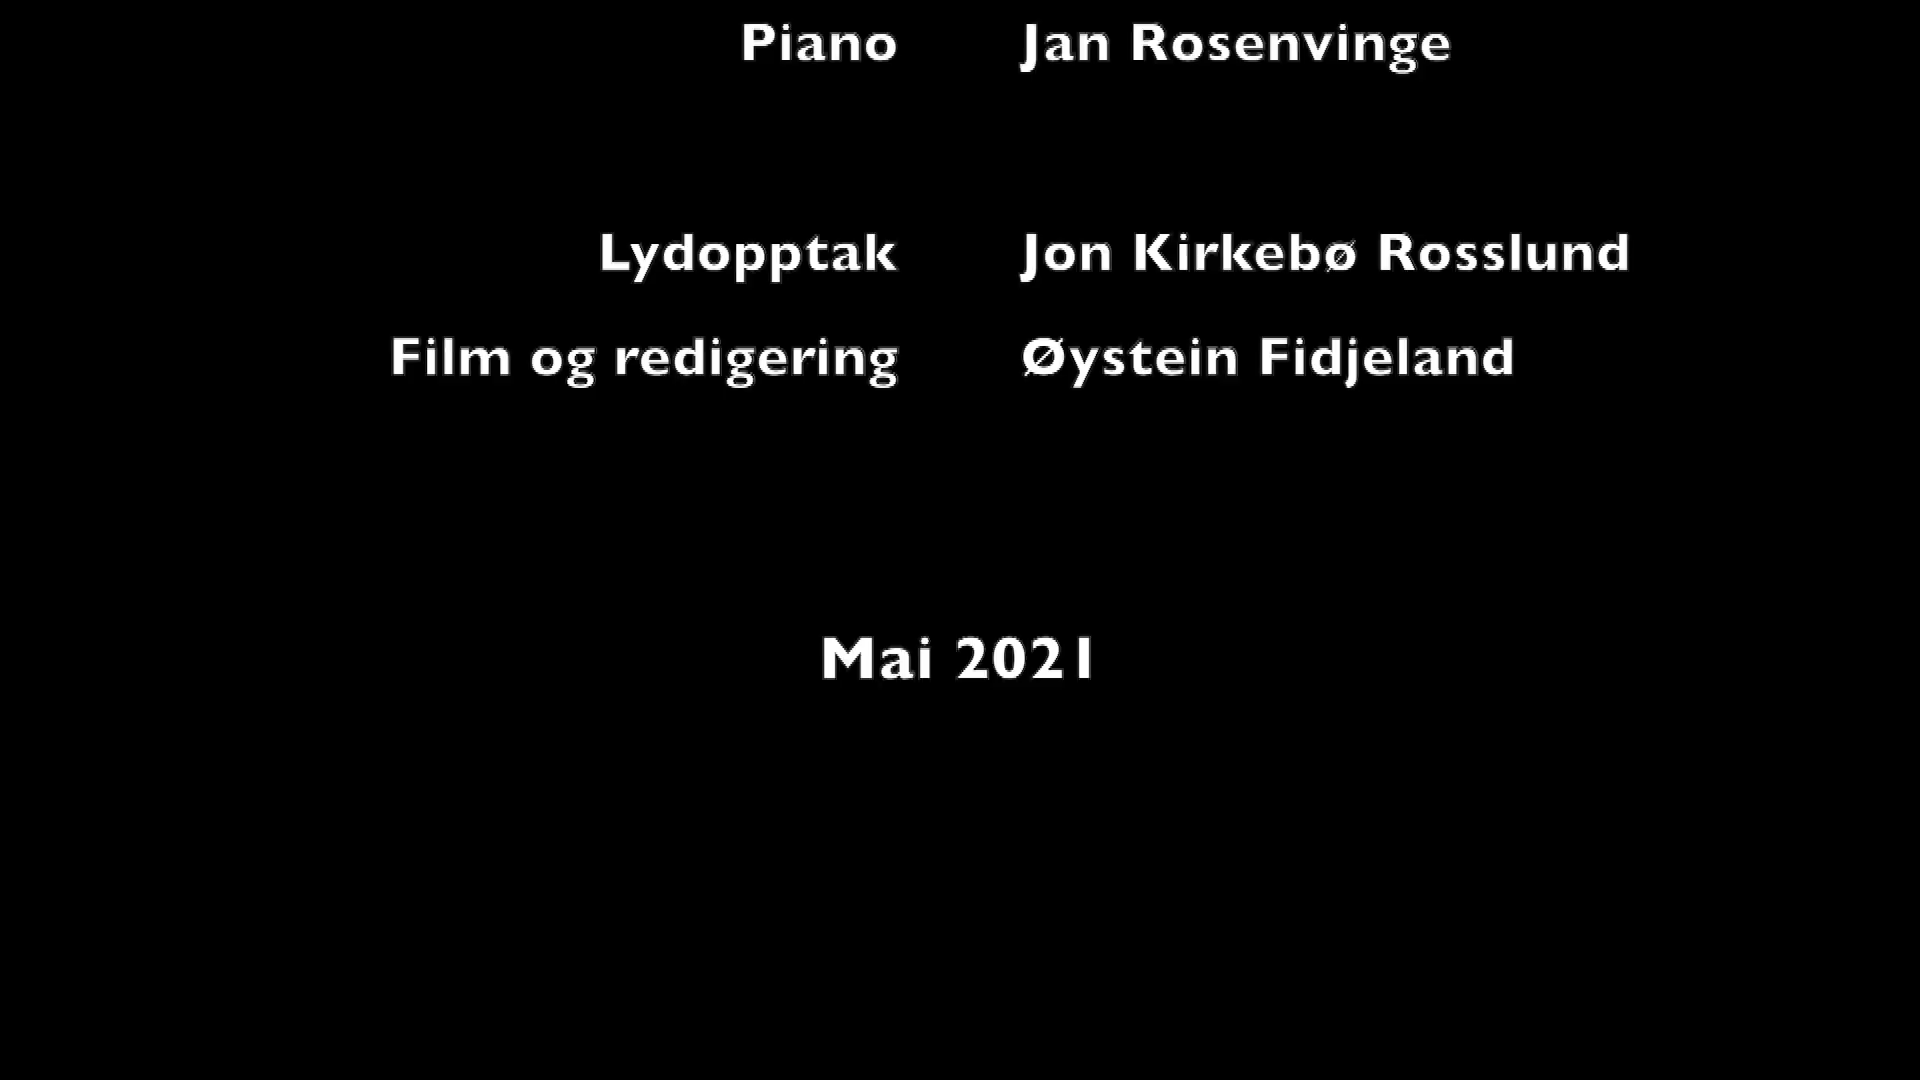 Piano Jan Rosenvinge
Lydopptak Jon Kirkebø Rosslund
Film og redigering Øystein Fidjeland
Mai 2021